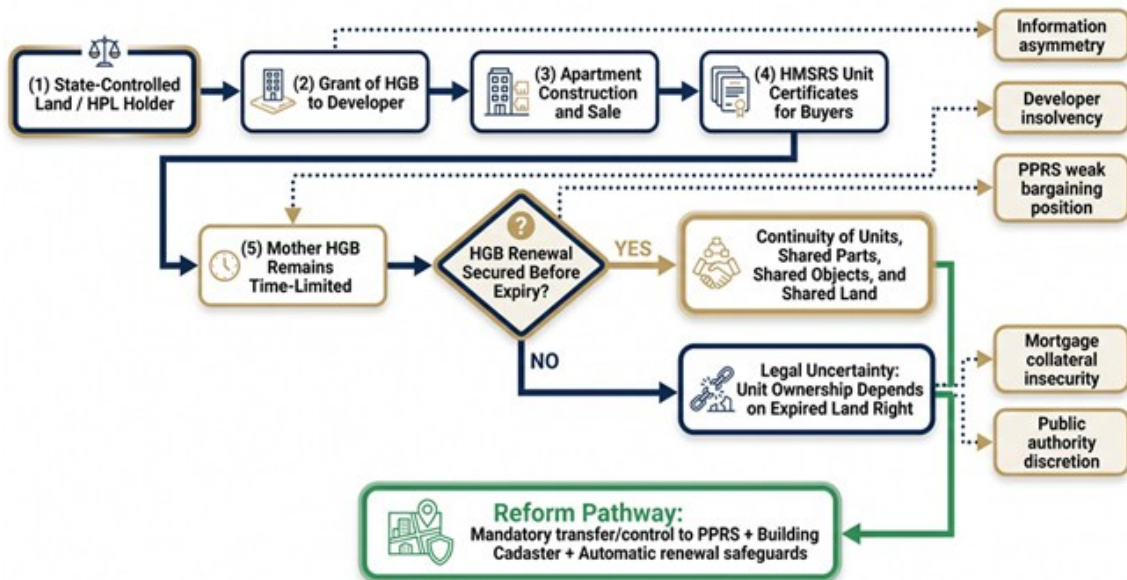 (1) State-Controlled
Land / HPL Holder
(2) Grant of HGB
to Developer
(3) Apartment
Construction
and Sale
(4) HMSRS Unit
Certificates
for Buyers
Information
asymmetry
Developer
insolvency
PPRS weak
bargaining
position
(5) Mother HGB
Remains
Time-Limited
?
HGB Renewal
Secured Before
Expiry?
YES
Continuity of Units,
Shared Parts,
Shared Objects, and
Shared Land
NO
Legal Uncertainty:
Unit Ownership Depends
on Expired Land Right
Mortgage
collateral
insecurity
Public
authority
discretion
Reform Pathway:
Mandatory transfer/control to PPRS + Building
Cadaster + Automatic renewal safeguards